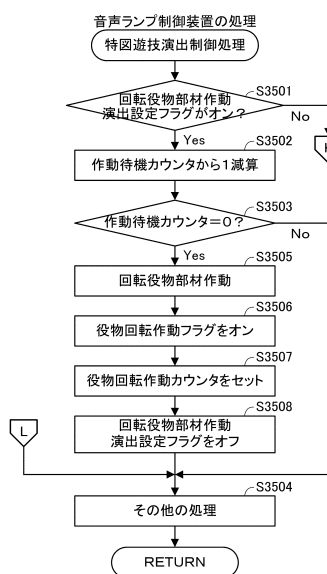 音声ランプ制御装置の処理
特図遊技演出制御処理
S3501
回転役物部材作動
演出設定フラグがオン?
No
Yes
S3502
作動待機カウンタから1減算
S3503
作動待機カウンタ=0?
No
Yes
S3505
回転役物部材作動
S3506
役物回転作動フラグをオン
S3507
役物回転作動カウンタをセット
S3508
回転役物部材作動
演出設定フラグをオフ
L
S3504
その他の処理
RETURN